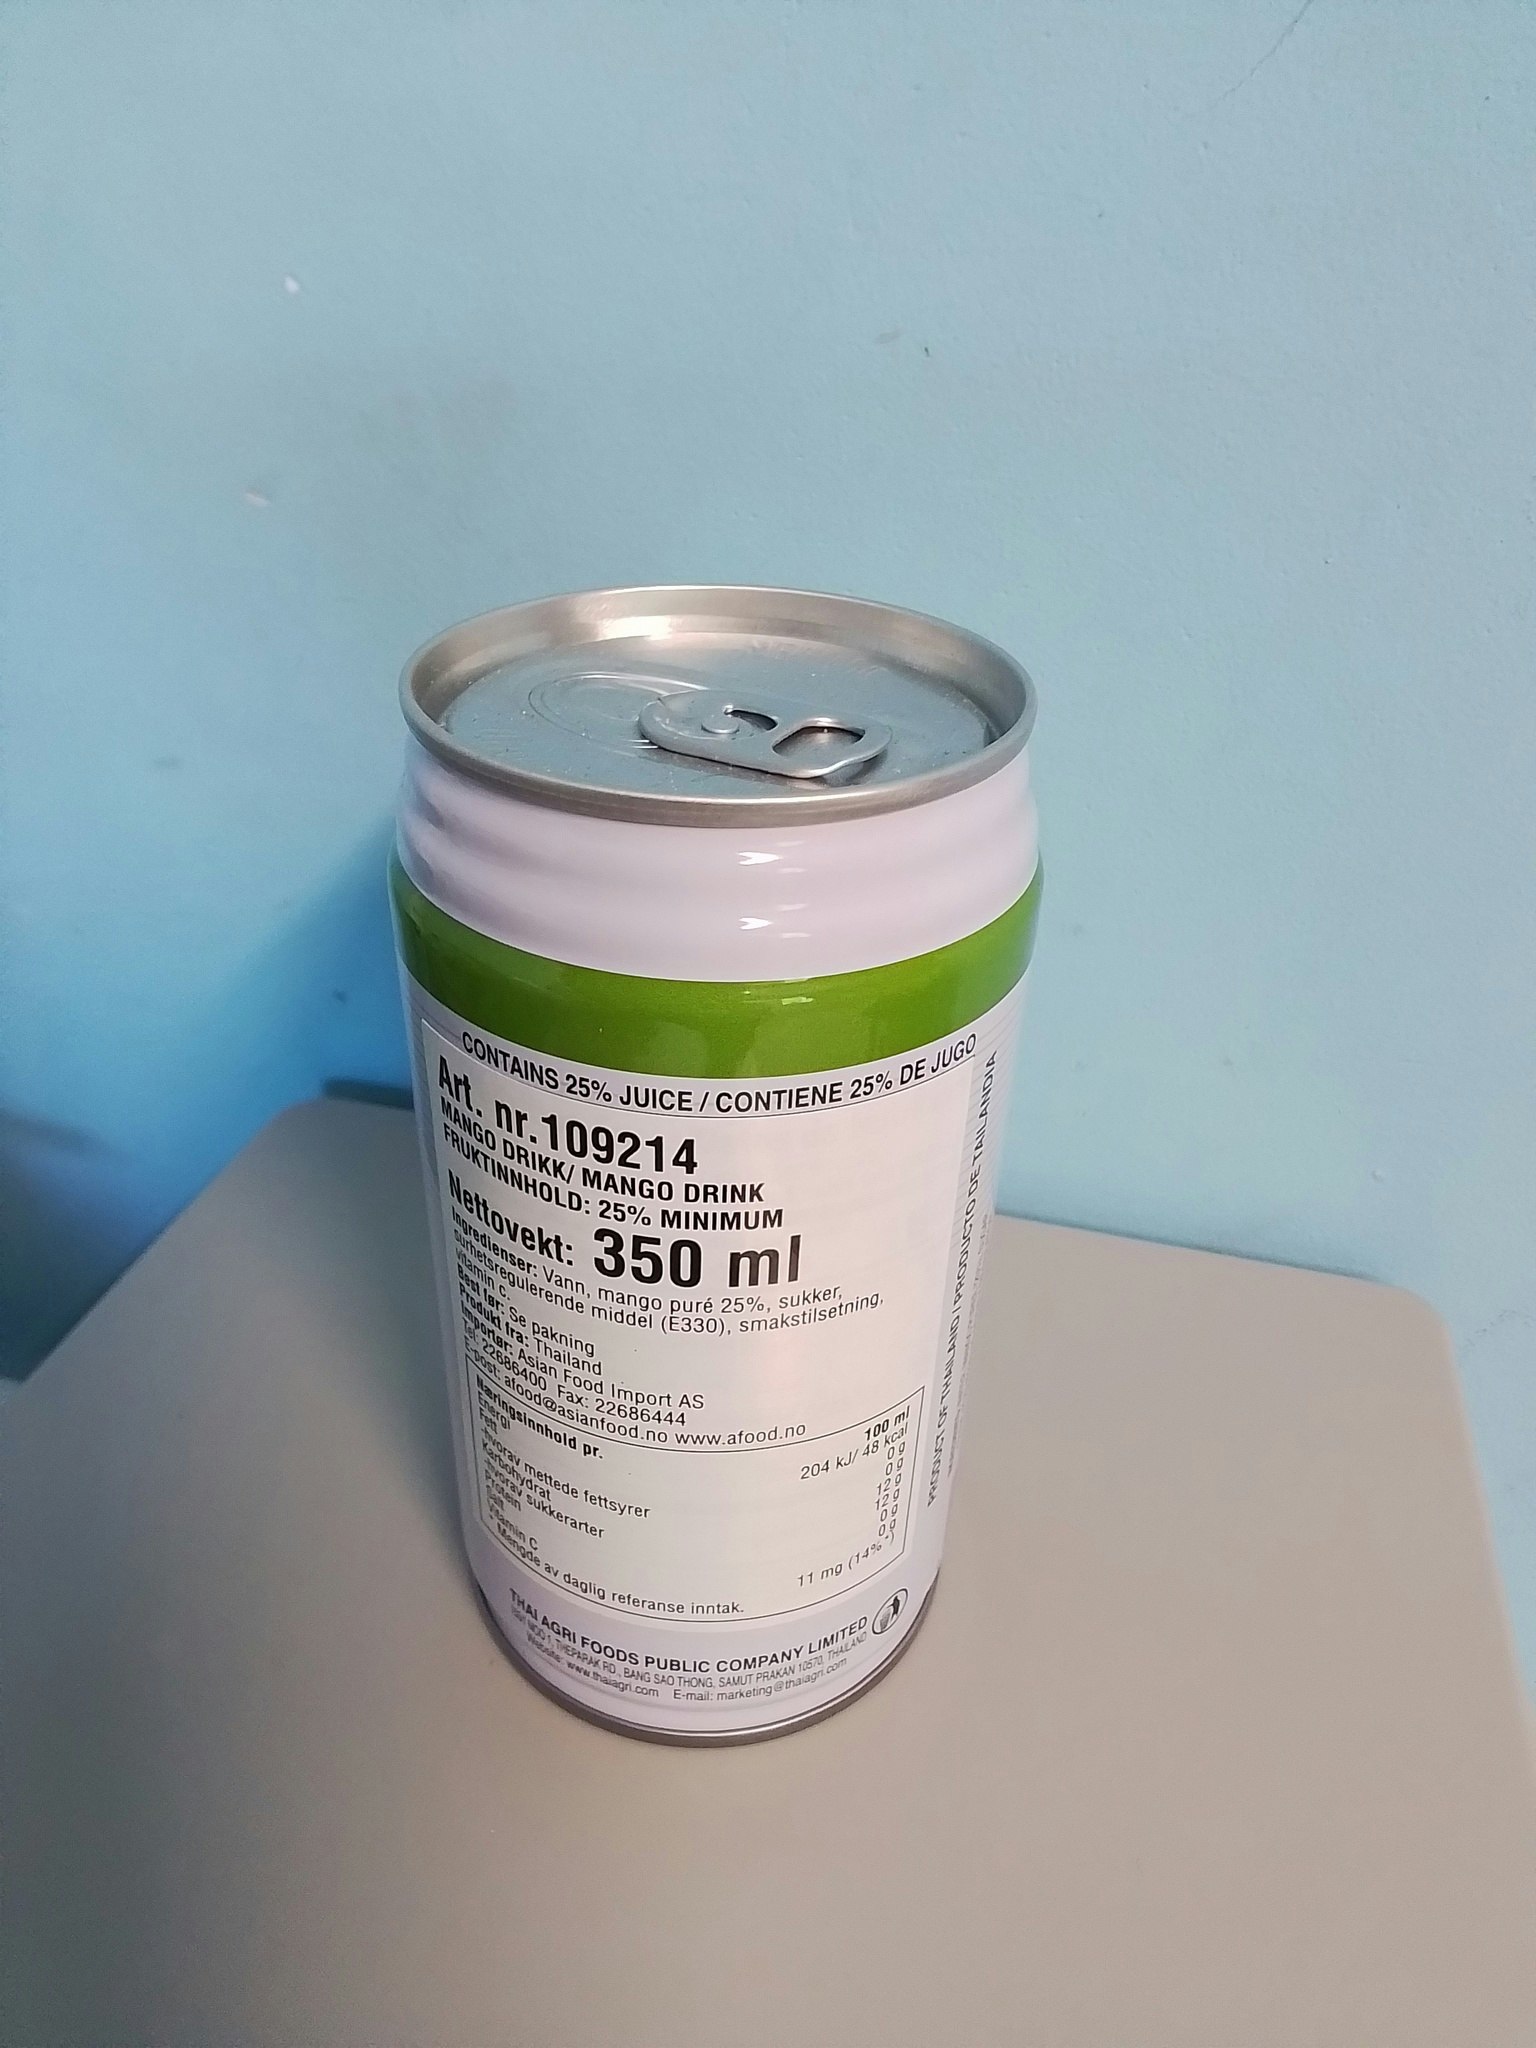 CONTAINS 25% JUICE / CONTIENE 25% DE JUGO
Art. nr.109214
MANGO DRIKK/ MANGO DRINK
FRUKTINNHOLD: 25% MINIMUM
Nettovekt: 350 ml
Ingredienser: Vann, mango puré 25%, sukker,
surhetsregulerende middel (E330), smakstilsetning,
vitamin c.
Best før: Se pakning
Produkt fra: Thailand
Importør: Asian Food Import AS
Tel: 22686400 Fax: 22686444
E-post: afood@asianfood.no www.afood.no
Næringsinnhold pr. 100 ml
Energi 204 kJ/ 48 kcal
Fett 0 g
-hvorav mettede fettsyrer 0 g
Karbohydrat 12 g
-hvorav sukkerarter 12 g
Protein 0 g
Salt 0 g
Vitamin C 11 mg (14% *)
* Mengde av daglig referanse inntak.
THAI AGRI FOODS PUBLIC COMPANY LIMITED
MOO 1, THEPARAK RD., BANG SAO THONG, SAMUT PRAKAN 10570, THAILAND
Website: www.thaiagri.com E-mail: marketing@thaiagri.com
PRODUCT OF THAILAND / PRODUCTO DE TAILANDIA